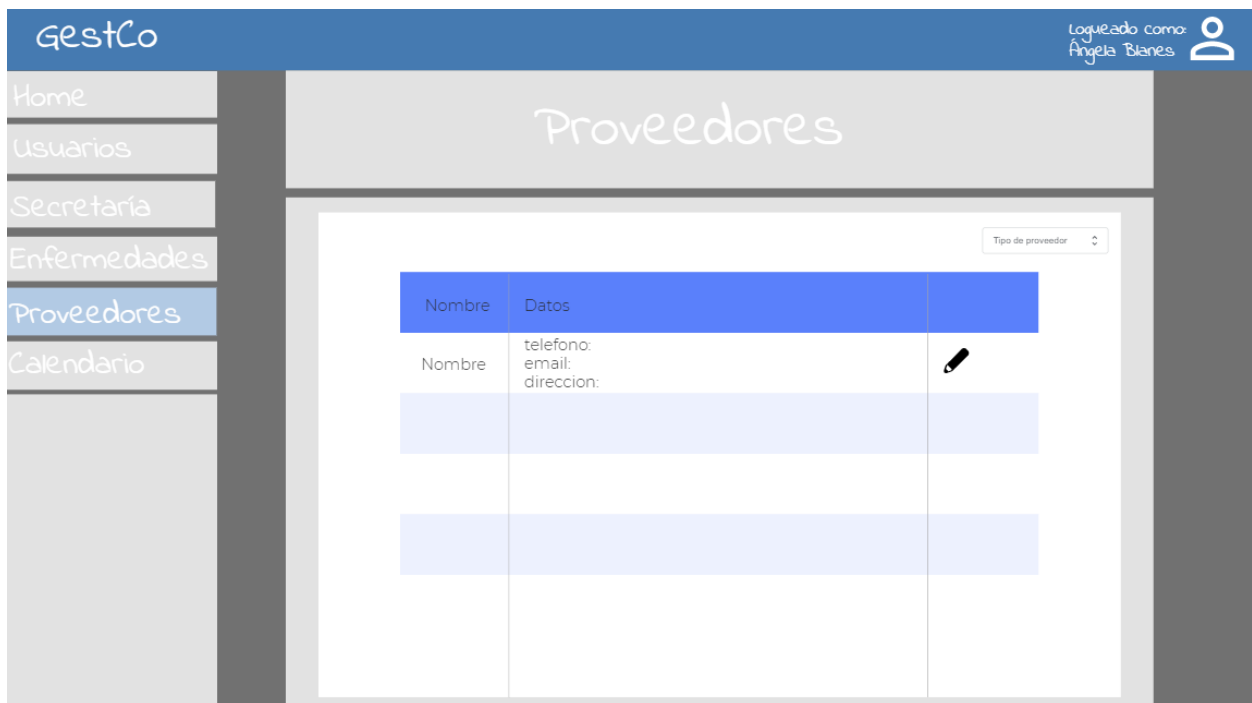 GestCo
Logueado como:
Ángela Blanes
Home
Usuarios
Secretaría
Enfermedades
Proveedores
Calendario
Proveedores
Tipo de proveedor
Nombre
Datos
Nombre
telefono:
email:
direccion: